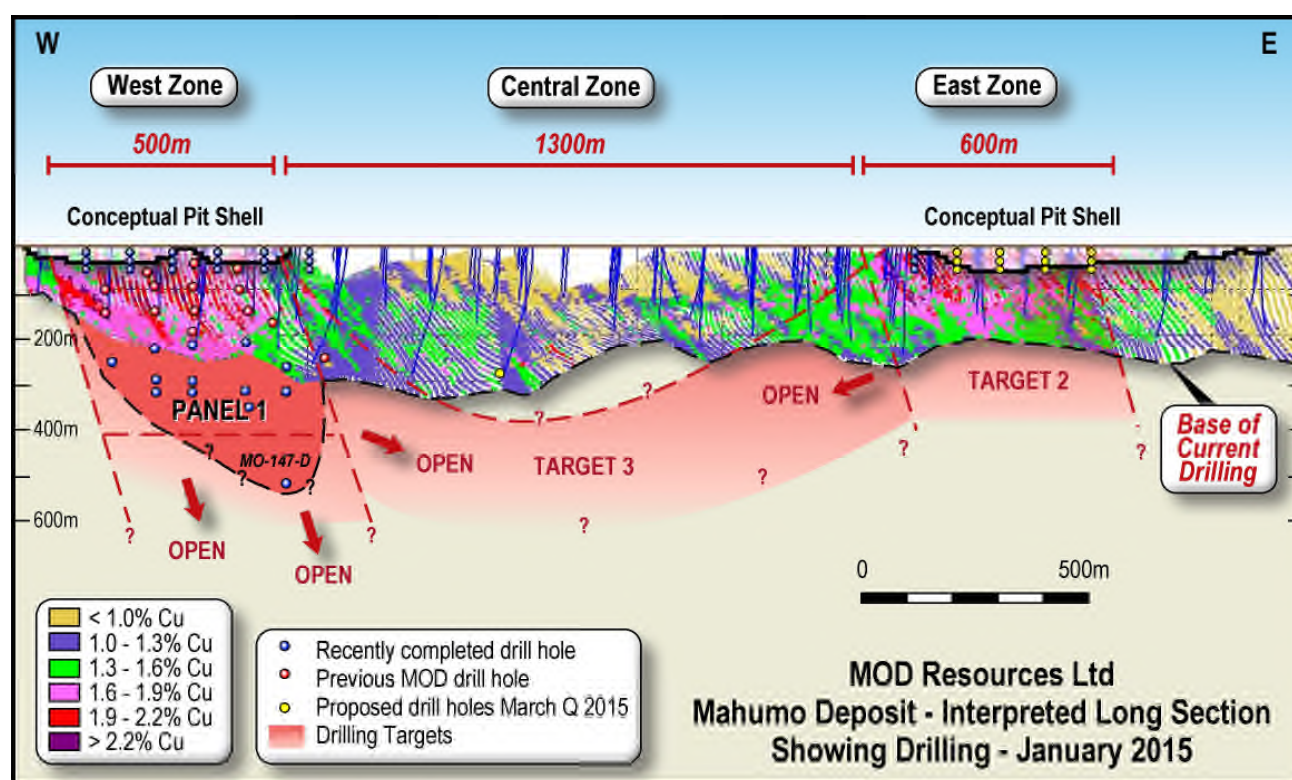 W
E
West Zone
Central Zone
East Zone
500m
1300m
600m
Conceptual Pit Shell
Conceptual Pit Shell
200m
400m
600m
PANEL 1
MO-147-D
?
?
?
?
?
?
?
?
?
?
?
OPEN
OPEN
OPEN
OPEN
TARGET 3
TARGET 2
Base of
Current
Drilling
0
500m
< 1.0% Cu
1.0 - 1.3% Cu
1.3 - 1.6% Cu
1.6 - 1.9% Cu
1.9 - 2.2% Cu
> 2.2% Cu
Recently completed drill hole
Previous MOD drill hole
Proposed drill holes March Q 2015
Drilling Targets
MOD Resources Ltd
Mahumo Deposit - Interpreted Long Section
Showing Drilling - January 2015